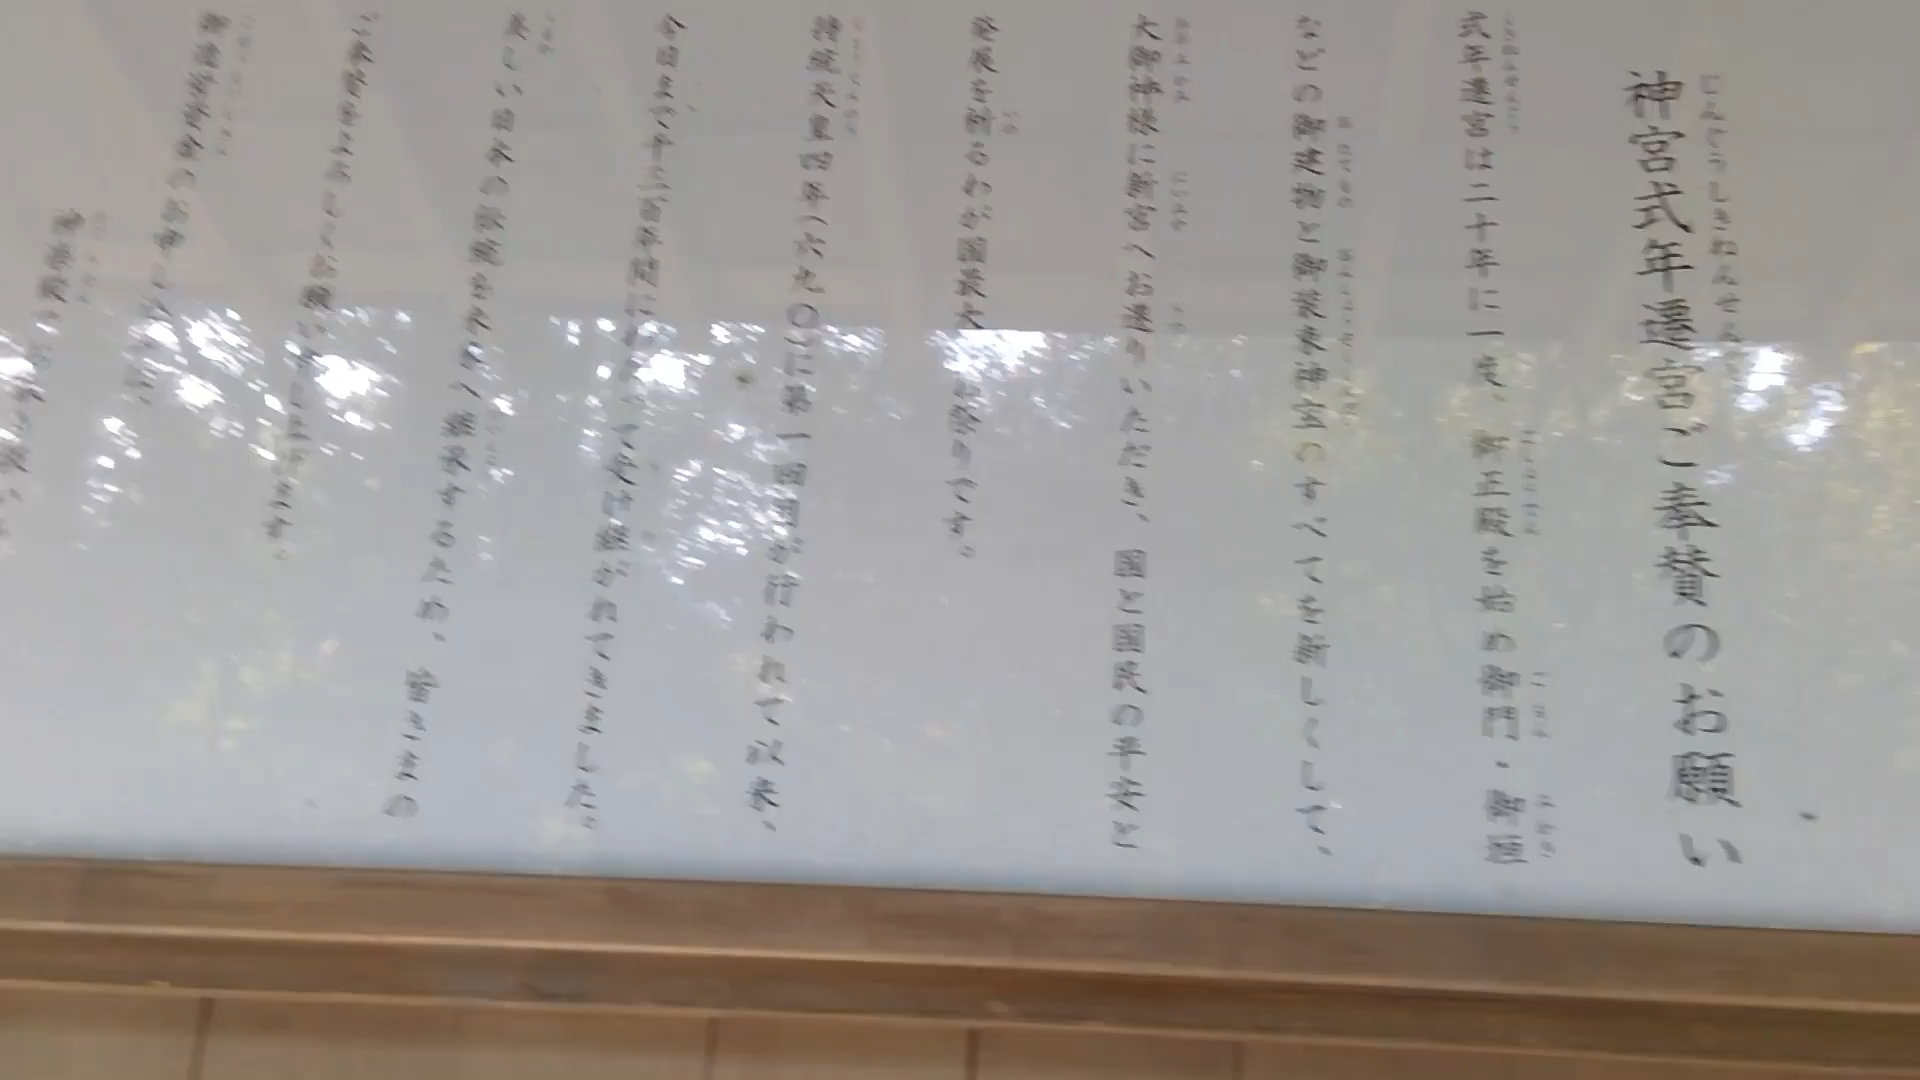 神宮式年遷宮ご奉賛のお願い
式年遷宮は二十年に一度、御正殿を始め御門・御垣
などの御建物と御装束神宝のすべてを新しくして、
大御神様に新宮へお遷りいただき、国と国民の平安と
発展を祈るわが国最大のお祭りです。
持統天皇四年(六九〇)に第一回目が行われて以来、
今日まで千三百年間にわたって受け継がれてきました。
美しい日本の伝統を未来へ継承するため、皆さまの
ご奉賛をよろしくお願い申し上げます。